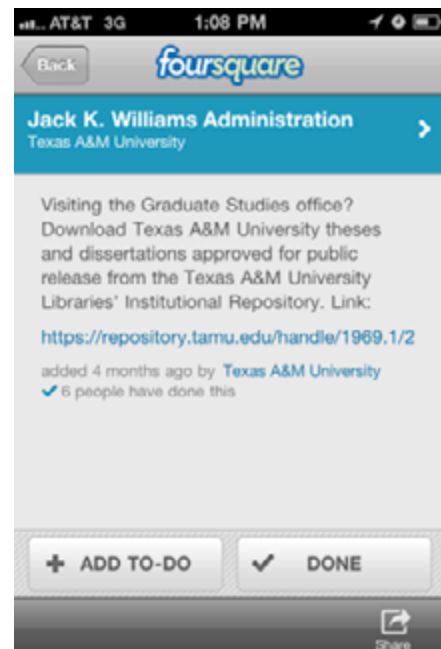 AT&T 3G 1:08 PM
Back
foursquare
Jack K. Williams Administration
Texas A&M University
Visiting the Graduate Studies office?
Download Texas A&M University theses
and dissertations approved for public
release from the Texas A&M University
Libraries' Institutional Repository. Link:
https://repository.tamu.edu/handle/1969.1/2
added 4 months ago by Texas A&M University
6 people have done this
ADD TO-DO
DONE
Share